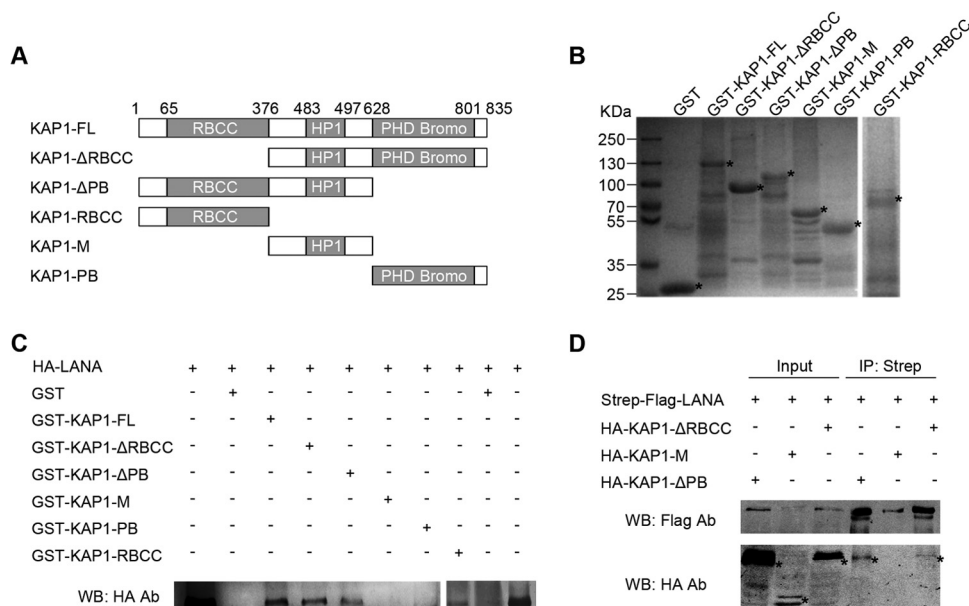 A
1 65 376 483 497 628 801 835
KAP1-FL RBCC HP1 PHD Bromo
KAP1-ΔRBCC HP1 PHD Bromo
KAP1-ΔPB RBCC HP1
KAP1-RBCC RBCC
KAP1-M HP1
KAP1-PB PHD Bromo
B
GST
GST-KAP1-FL
GST-KAP1-ΔRBCC
GST-KAP1-ΔPB
GST-KAP1-M
GST-KAP1-PB
GST-KAP1-RBCC
KDa
250
130
100
70
55
35
25
* * * * * * *
C
HA-LANA + + + + + + + + + +
GST - + - - - - - - + -
GST-KAP1-FL - - + - - - - - - -
GST-KAP1-ΔRBCC - - - + - - - - - -
GST-KAP1-ΔPB - - - - + - - - - -
GST-KAP1-M - - - - - + - - - -
GST-KAP1-PB - - - - - - + - - -
GST-KAP1-RBCC - - - - - - - + - -
WB: HA Ab
D
Input IP: Strep
Strep-Flag-LANA + + + + + +
HA-KAP1-ΔRBCC - - + - - +
HA-KAP1-M - + - - + -
HA-KAP1-ΔPB + - - + - -
WB: Flag Ab
WB: HA Ab
* * * * *